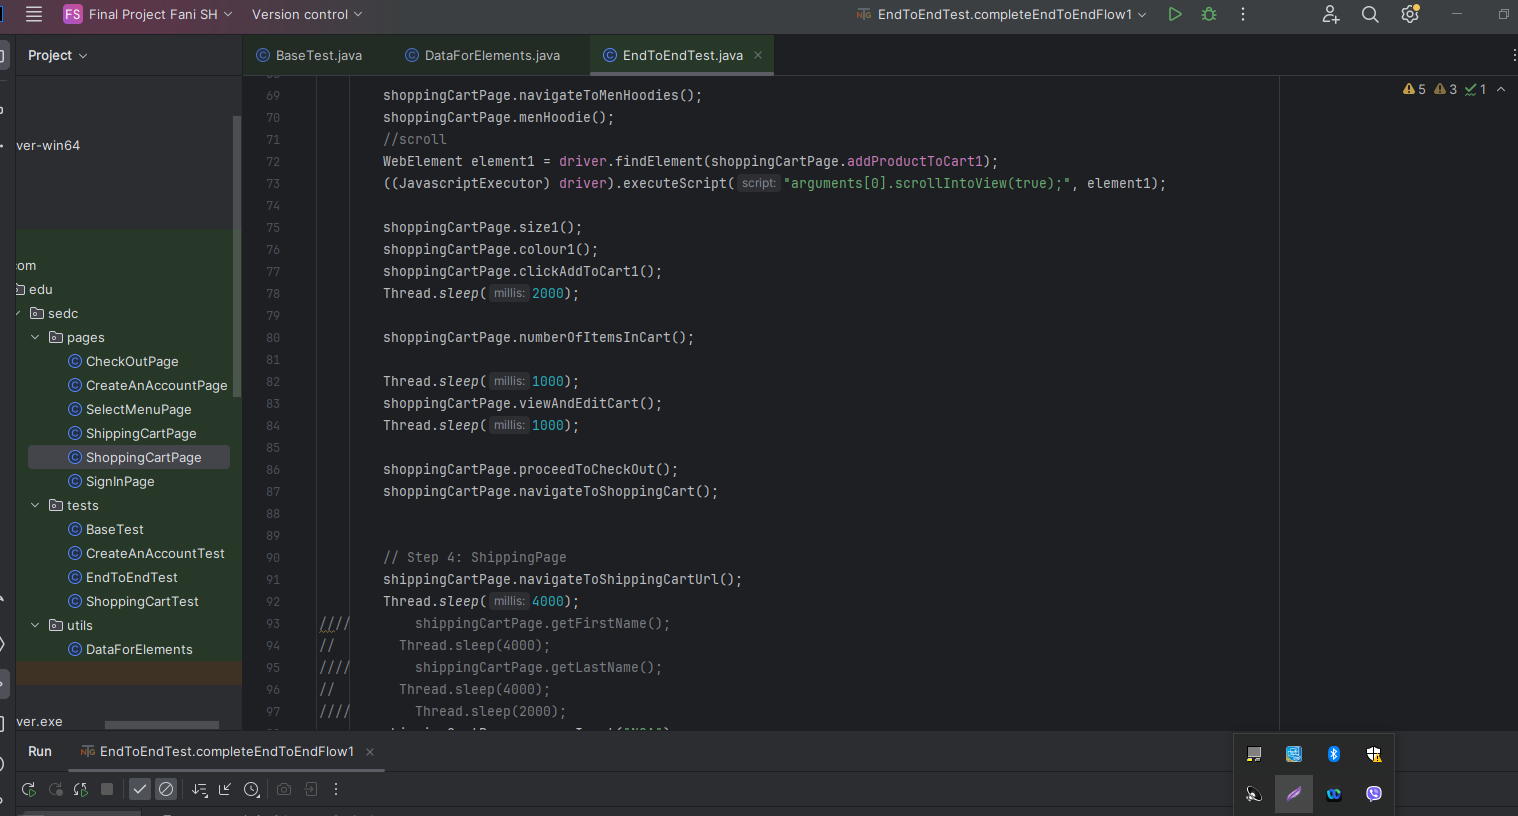 FS Final Project Fani SH Version control EndToEndTest.completeEndToEndFlow1
Project BaseTest.java DataForElements.java EndToEndTest.java
5 3 1
ver-win64
com
edu
sedc
pages
CheckOutPage
CreateAnAccountPage
SelectMenuPage
ShippingCartPage
ShoppingCartPage
SignInPage
tests
BaseTest
CreateAnAccountTest
EndToEndTest
ShoppingCartTest
utils
DataForElements
ver.exe
69 shoppingCartPage.navigateToMenHoodies();
70 shoppingCartPage.menHoodie();
71 //scroll
72 WebElement element1 = driver.findElement(shoppingCartPage.addProductToCart1);
73 ((JavascriptExecutor) driver).executeScript( script: "arguments[0].scrollIntoView(true);", element1);
74
75 shoppingCartPage.size1();
76 shoppingCartPage.colour1();
77 shoppingCartPage.clickAddToCart1();
78 Thread.sleep( millis: 2000);
79
80 shoppingCartPage.numberOfItemsInCart();
81
82 Thread.sleep( millis: 1000);
83 shoppingCartPage.viewAndEditCart();
84 Thread.sleep( millis: 1000);
85
86 shoppingCartPage.proceedToCheckOut();
87 shoppingCartPage.navigateToShoppingCart();
88
89
90 // Step 4: ShippingPage
91 shippingCartPage.navigateToShippingCartUrl();
92 Thread.sleep( millis: 4000);
93 //// shippingCartPage.getFirstName();
94 // Thread.sleep(4000);
95 //// shippingCartPage.getLastName();
96 // Thread.sleep(4000);
97 //// Thread.sleep(2000);
Run EndToEndTest.completeEndToEndFlow1